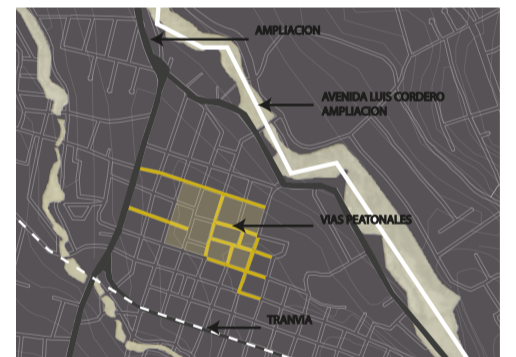 AMPLIACION
AVENIDA LUIS CORDERO
AMPLIACION
VIAS PEATONALES
TRANVIA